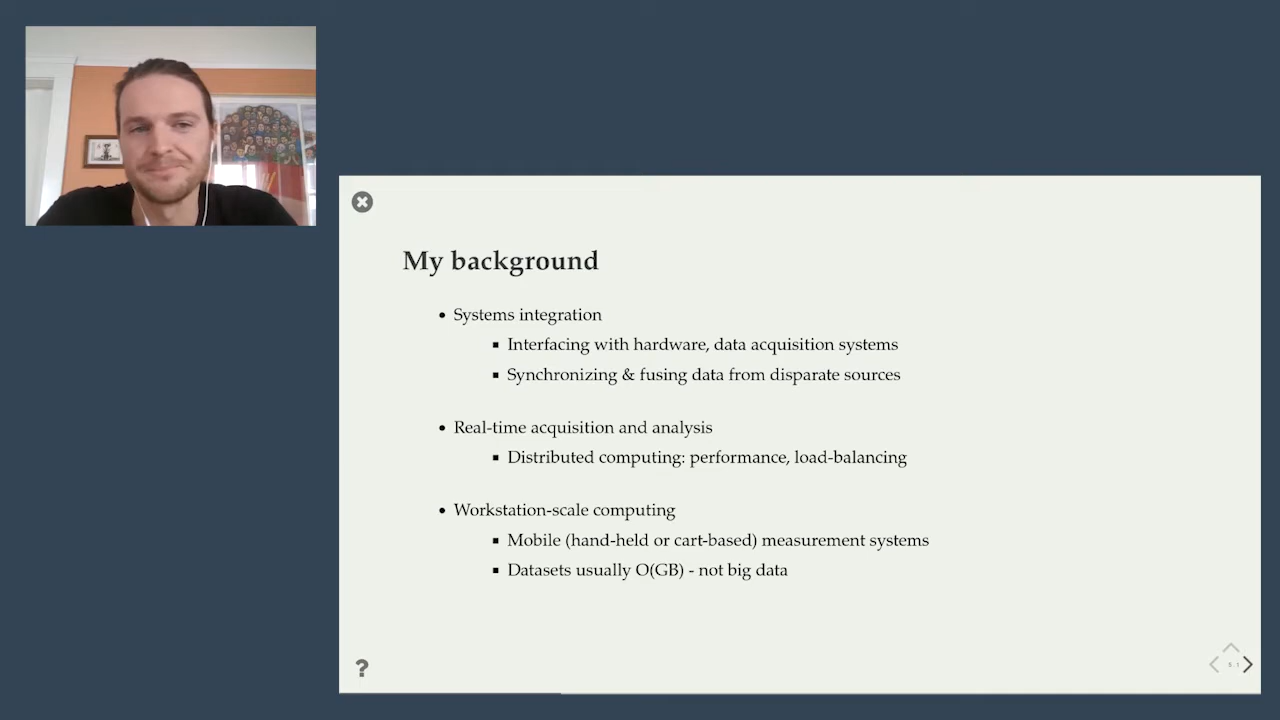 My background
• Systems integration
▪ Interfacing with hardware, data acquisition systems
▪ Synchronizing & fusing data from disparate sources
• Real-time acquisition and analysis
▪ Distributed computing: performance, load-balancing
• Workstation-scale computing
▪ Mobile (hand-held or cart-based) measurement systems
▪ Datasets usually O(GB) - not big data
?
5.1